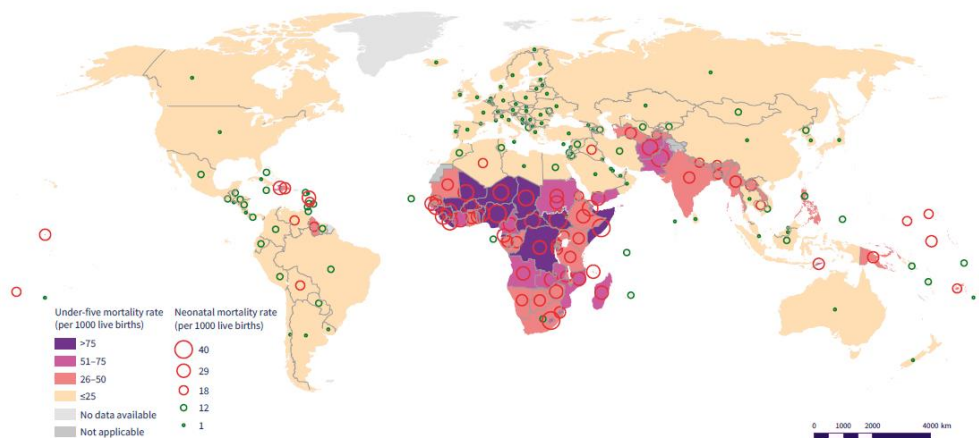 Under-five mortality rate
(per 1000 live births)
>75
51–75
26–50
≤25
No data available
Not applicable
Neonatal mortality rate
(per 1000 live births)
40
29
18
12
1
0 1000 2000 4000 km